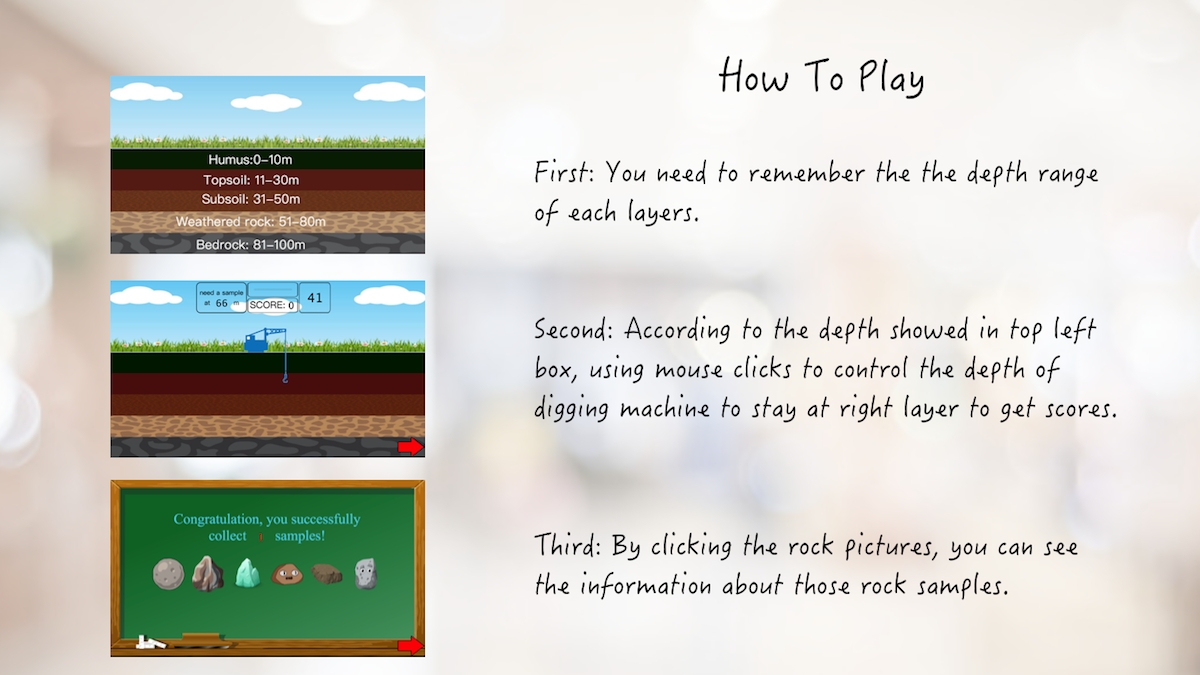 How To Play
Humus:0-10m
Topsoil: 11-30m
Subsoil: 31-50m
Weathered rock: 51-80m
Bedrock: 81-100m
First: You need to remember the the depth range
of each layers.
need a sample
at 66 m
SCORE: 0
41
Second: According to the depth showed in top left
box, using mouse clicks to control the depth of
digging machine to stay at right layer to get scores.
Congratulation, you successfully
collect 1 samples!
Third: By clicking the rock pictures, you can see
the information about those rock samples.